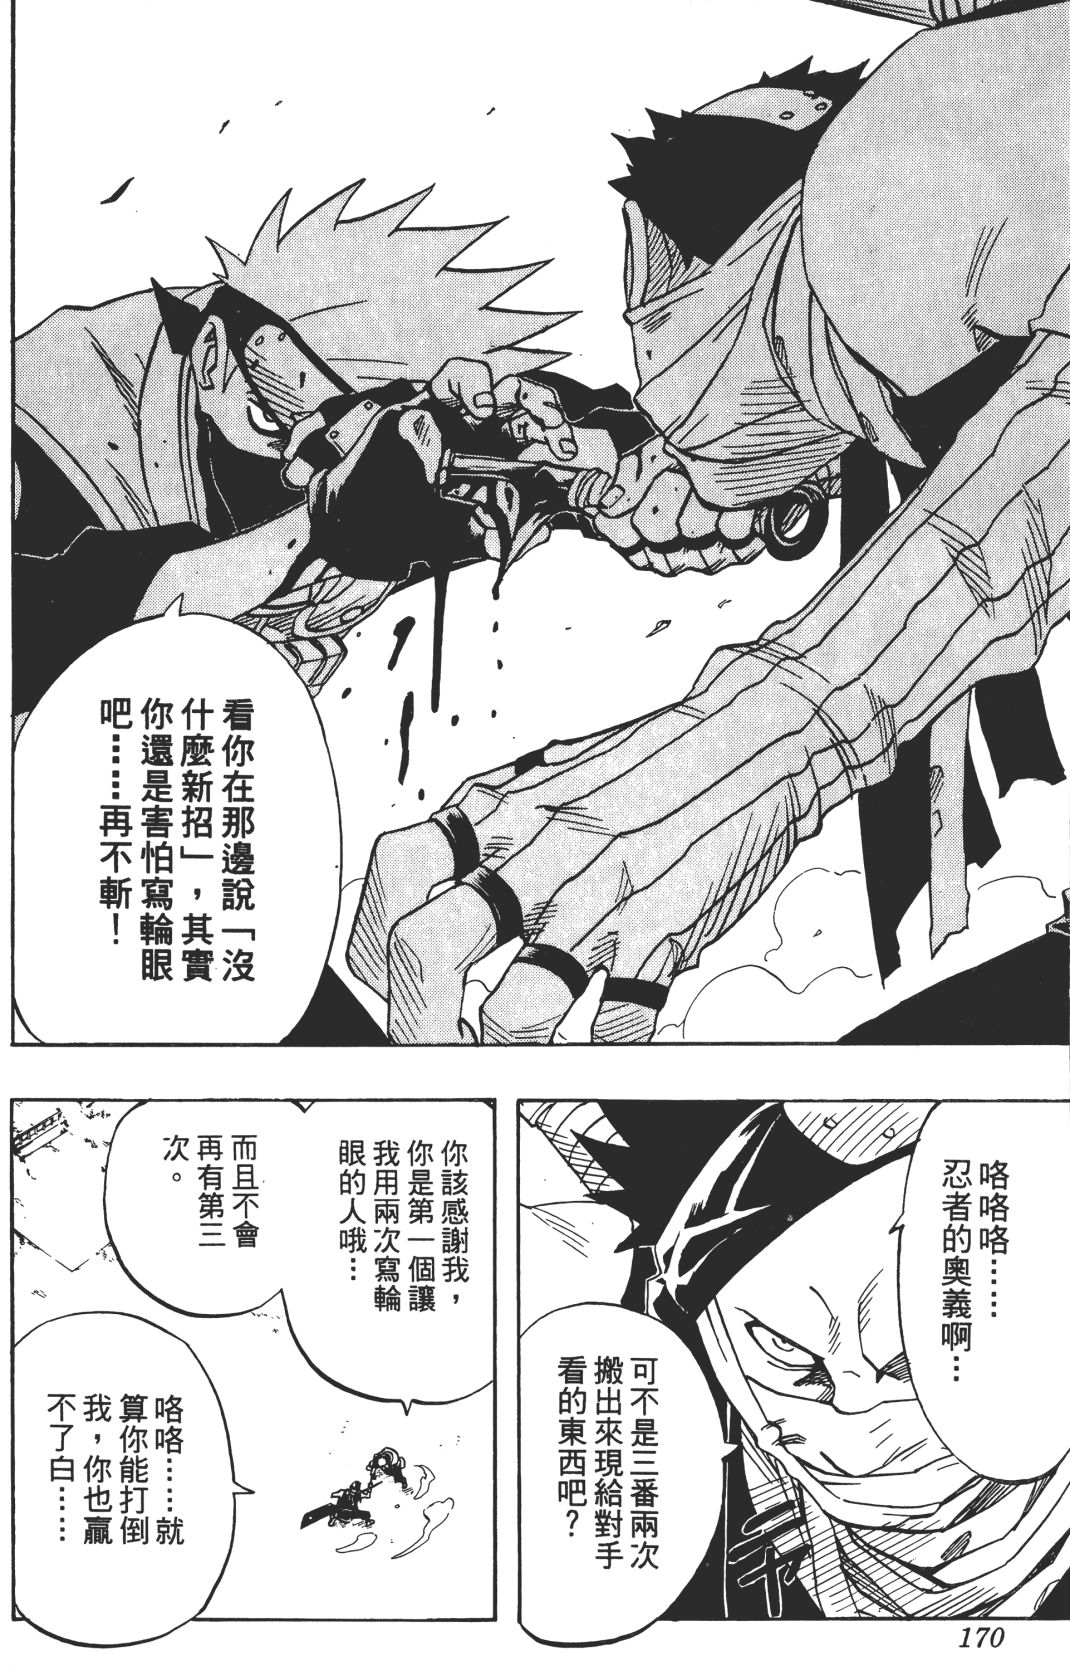 看你在那邊說「沒
什麼新招」，其實
你還是害怕寫輪眼
吧……再不斬！
咯咯咯……
忍者的奧義啊…
可不是三番兩次
搬出來現給對手
看的東西吧？
キ
你該感謝我，
你是第一個讓
我用兩次寫輪
眼的人哦…
而且不會
再有第三
次。
咯咯……就
算你能打倒
我，你也贏
不了白……
170